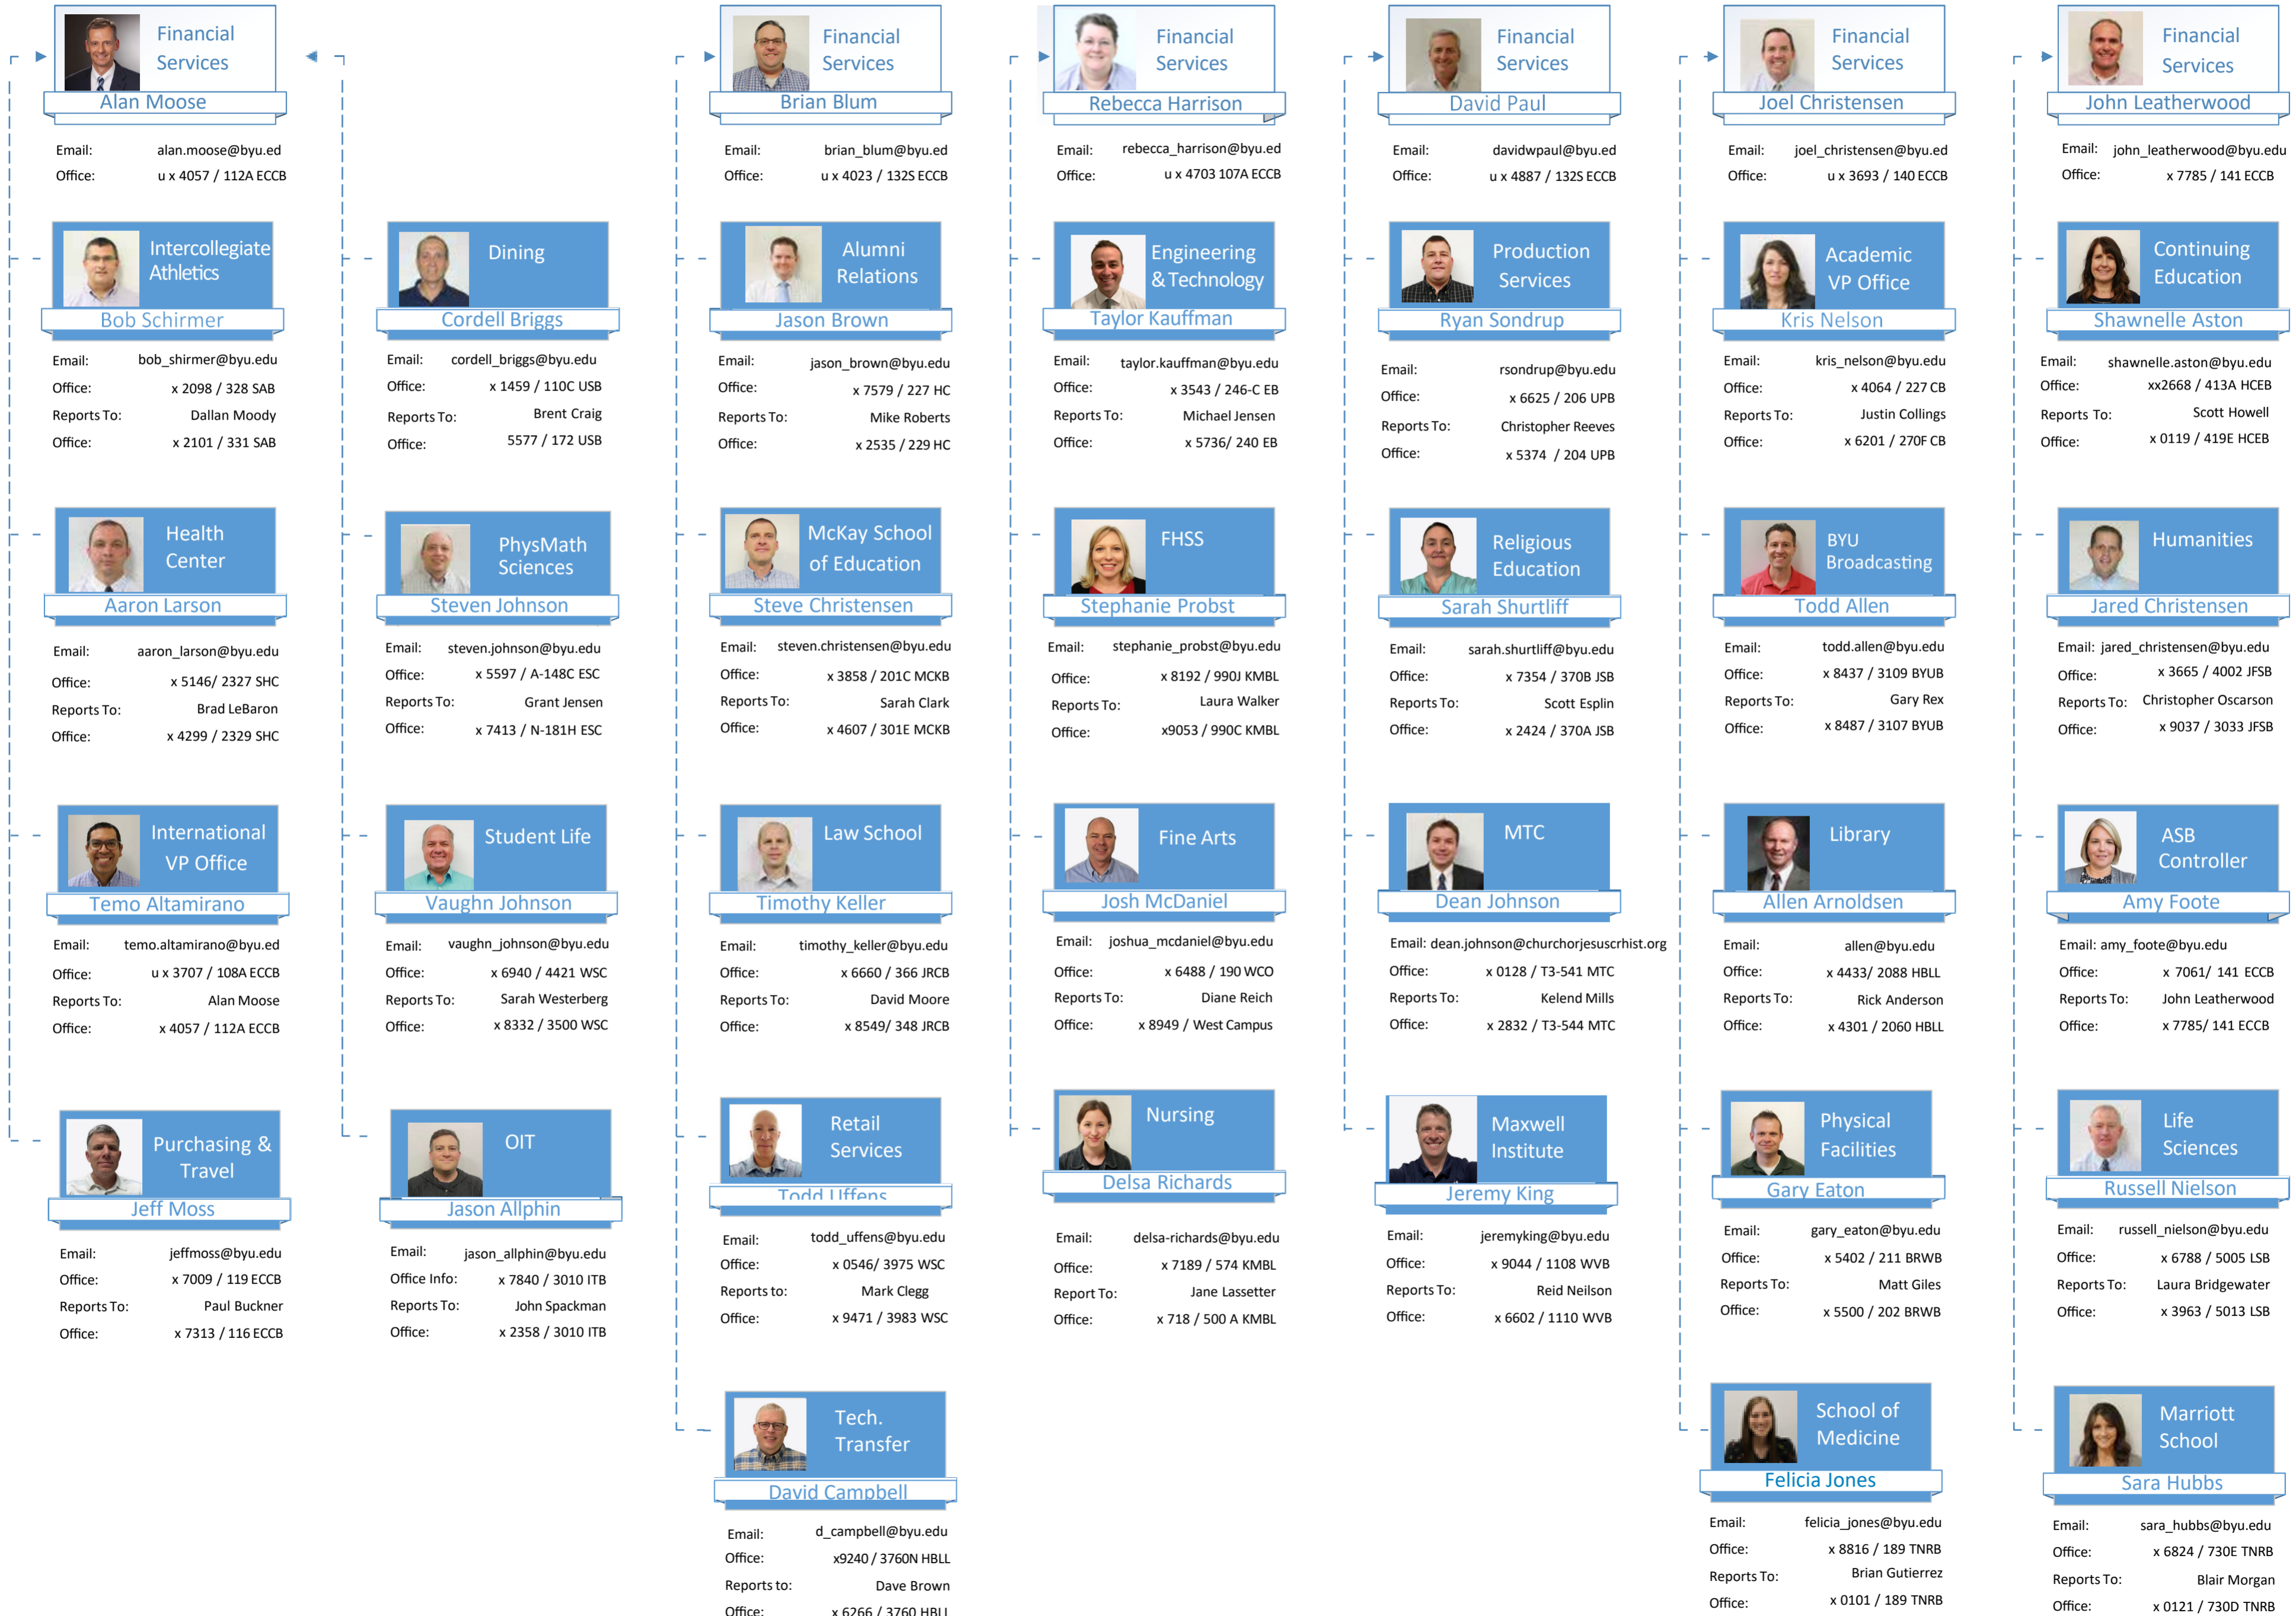 Financial
Services
Alan Moose
Email: alan.moose@byu.ed
Office: u x 4057 / 112A ECCB
Intercollegiate
Athletics
Bob Schirmer
Email: bob_shirmer@byu.edu
Office: x 2098 / 328 SAB
Reports To: Dallan Moody
Office: x 2101 / 331 SAB
Health
Center
Aaron Larson
Email: aaron_larson@byu.edu
Office: x 5146/ 2327 SHC
Reports To: Brad LeBaron
Office: x 4299 / 2329 SHC
International
VP Office
Temo Altamirano
Email: temo.altamirano@byu.ed
Office: u x 3707 / 108A ECCB
Reports To: Alan Moose
Office: x 4057 / 112A ECCB
Purchasing &
Travel
Jeff Moss
Email: jeffmoss@byu.edu
Office: x 7009 / 119 ECCB
Reports To: Paul Buckner
Office: x 7313 / 116 ECCB
Dining
Cordell Briggs
Email: cordell_briggs@byu.edu
Office: x 1459 / 110C USB
Reports To: Brent Craig
Office: 5577 / 172 USB
PhysMath
Sciences
Steven Johnson
Email: steven.johnson@byu.edu
Office: x 5597 / A-148C ESC
Reports To: Grant Jensen
Office: x 7413 / N-181H ESC
Student Life
Vaughn Johnson
Email: vaughn_johnson@byu.edu
Office: x 6940 / 4421 WSC
Reports To: Sarah Westerberg
Office: x 8332 / 3500 WSC
OIT
Jason Allphin
Email: jason_allphin@byu.edu
Office Info: x 7840 / 3010 ITB
Reports To: John Spackman
Office: x 2358 / 3010 ITB
Financial
Services
Brian Blum
Email: brian_blum@byu.ed
Office: u x 4023 / 132S ECCB
Alumni
Relations
Jason Brown
Email: jason_brown@byu.edu
Office: x 7579 / 227 HC
Reports To: Mike Roberts
Office: x 2535 / 229 HC
McKay School
of Education
Steve Christensen
Email: steven.christensen@byu.edu
Office: x 3858 / 201C MCKB
Reports To: Sarah Clark
Office: x 4607 / 301E MCKB
Law School
Timothy Keller
Email: timothy_keller@byu.edu
Office: x 6660 / 366 JRCB
Reports To: David Moore
Office: x 8549/ 348 JRCB
Retail
Services
Todd Uffens
Email: todd_uffens@byu.edu
Office: x 0546/ 3975 WSC
Reports to: Mark Clegg
Office: x 9471 / 3983 WSC
Tech.
Transfer
David Campbell
Email: d_campbell@byu.edu
Office: x9240 / 3760N HBLL
Reports to: Dave Brown
Office: x 6266 / 3760 HBLL
Financial
Services
Rebecca Harrison
Email: rebecca_harrison@byu.ed
Office: u x 4703 107A ECCB
Engineering
& Technology
Taylor Kauffman
Email: taylor.kauffman@byu.edu
Office: x 3543 / 246-C EB
Reports To: Michael Jensen
Office: x 5736/ 240 EB
FHSS
Stephanie Probst
Email: stephanie_probst@byu.edu
Office: x 8192 / 990J KMBL
Reports To: Laura Walker
Office: x9053 / 990C KMBL
Fine Arts
Josh McDaniel
Email: joshua_mcdaniel@byu.edu
Office: x 6488 / 190 WCO
Reports To: Diane Reich
Office: x 8949 / West Campus
Nursing
Delsa Richards
Email: delsa-richards@byu.edu
Office: x 7189 / 574 KMBL
Report To: Jane Lassetter
Office: x 718 / 500 A KMBL
Financial
Services
David Paul
Email: davidwpaul@byu.ed
Office: u x 4887 / 132S ECCB
Production
Services
Ryan Sondrup
Email: rsondrup@byu.edu
Office: x 6625 / 206 UPB
Reports To: Christopher Reeves
Office: x 5374 / 204 UPB
Religious
Education
Sarah Shurtliff
Email: sarah.shurtliff@byu.edu
Office: x 7354 / 370B JSB
Reports To: Scott Esplin
Office: x 2424 / 370A JSB
MTC
Dean Johnson
Email: dean.johnson@churchorjesuscrhist.org
Office: x 0128 / T3-541 MTC
Reports To: Kelend Mills
Office: x 2832 / T3-544 MTC
Maxwell
Institute
Jeremy King
Email: jeremyking@byu.edu
Office: x 9044 / 1108 WVB
Reports To: Reid Neilson
Office: x 6602 / 1110 WVB
Financial
Services
Joel Christensen
Email: joel_christensen@byu.ed
Office: u x 3693 / 140 ECCB
Academic
VP Office
Kris Nelson
Email: kris_nelson@byu.edu
Office: x 4064 / 227 CB
Reports To: Justin Collings
Office: x 6201 / 270F CB
BYU
Broadcasting
Todd Allen
Email: todd.allen@byu.edu
Office: x 8437 / 3109 BYUB
Reports To: Gary Rex
Office: x 8487 / 3107 BYUB
Library
Allen Arnoldsen
Email: allen@byu.edu
Office: x 4433/ 2088 HBLL
Reports To: Rick Anderson
Office: x 4301 / 2060 HBLL
Physical
Facilities
Gary Eaton
Email: gary_eaton@byu.edu
Office: x 5402 / 211 BRWB
Reports To: Matt Giles
Office: x 5500 / 202 BRWB
School of
Medicine
Felicia Jones
Email: felicia_jones@byu.edu
Office: x 8816 / 189 TNRB
Reports To: Brian Gutierrez
Office: x 0101 / 189 TNRB
Financial
Services
John Leatherwood
Email: john_leatherwood@byu.edu
Office: x 7785 / 141 ECCB
Continuing
Education
Shawnelle Aston
Email: shawnelle.aston@byu.edu
Office: xx2668 / 413A HCEB
Reports To: Scott Howell
Office: x 0119 / 419E HCEB
Humanities
Jared Christensen
Email: jared_christensen@byu.edu
Office: x 3665 / 4002 JFSB
Reports To: Christopher Oscarson
Office: x 9037 / 3033 JFSB
ASB
Controller
Amy Foote
Email: amy_foote@byu.edu
Office: x 7061/ 141 ECCB
Reports To: John Leatherwood
Office: x 7785/ 141 ECCB
Life
Sciences
Russell Nielson
Email: russell_nielson@byu.edu
Office: x 6788 / 5005 LSB
Reports To: Laura Bridgewater
Office: x 3963 / 5013 LSB
Marriott
School
Sara Hubbs
Email: sara_hubbs@byu.edu
Office: x 6824 / 730E TNRB
Reports To: Blair Morgan
Office: x 0121 / 730D TNRB